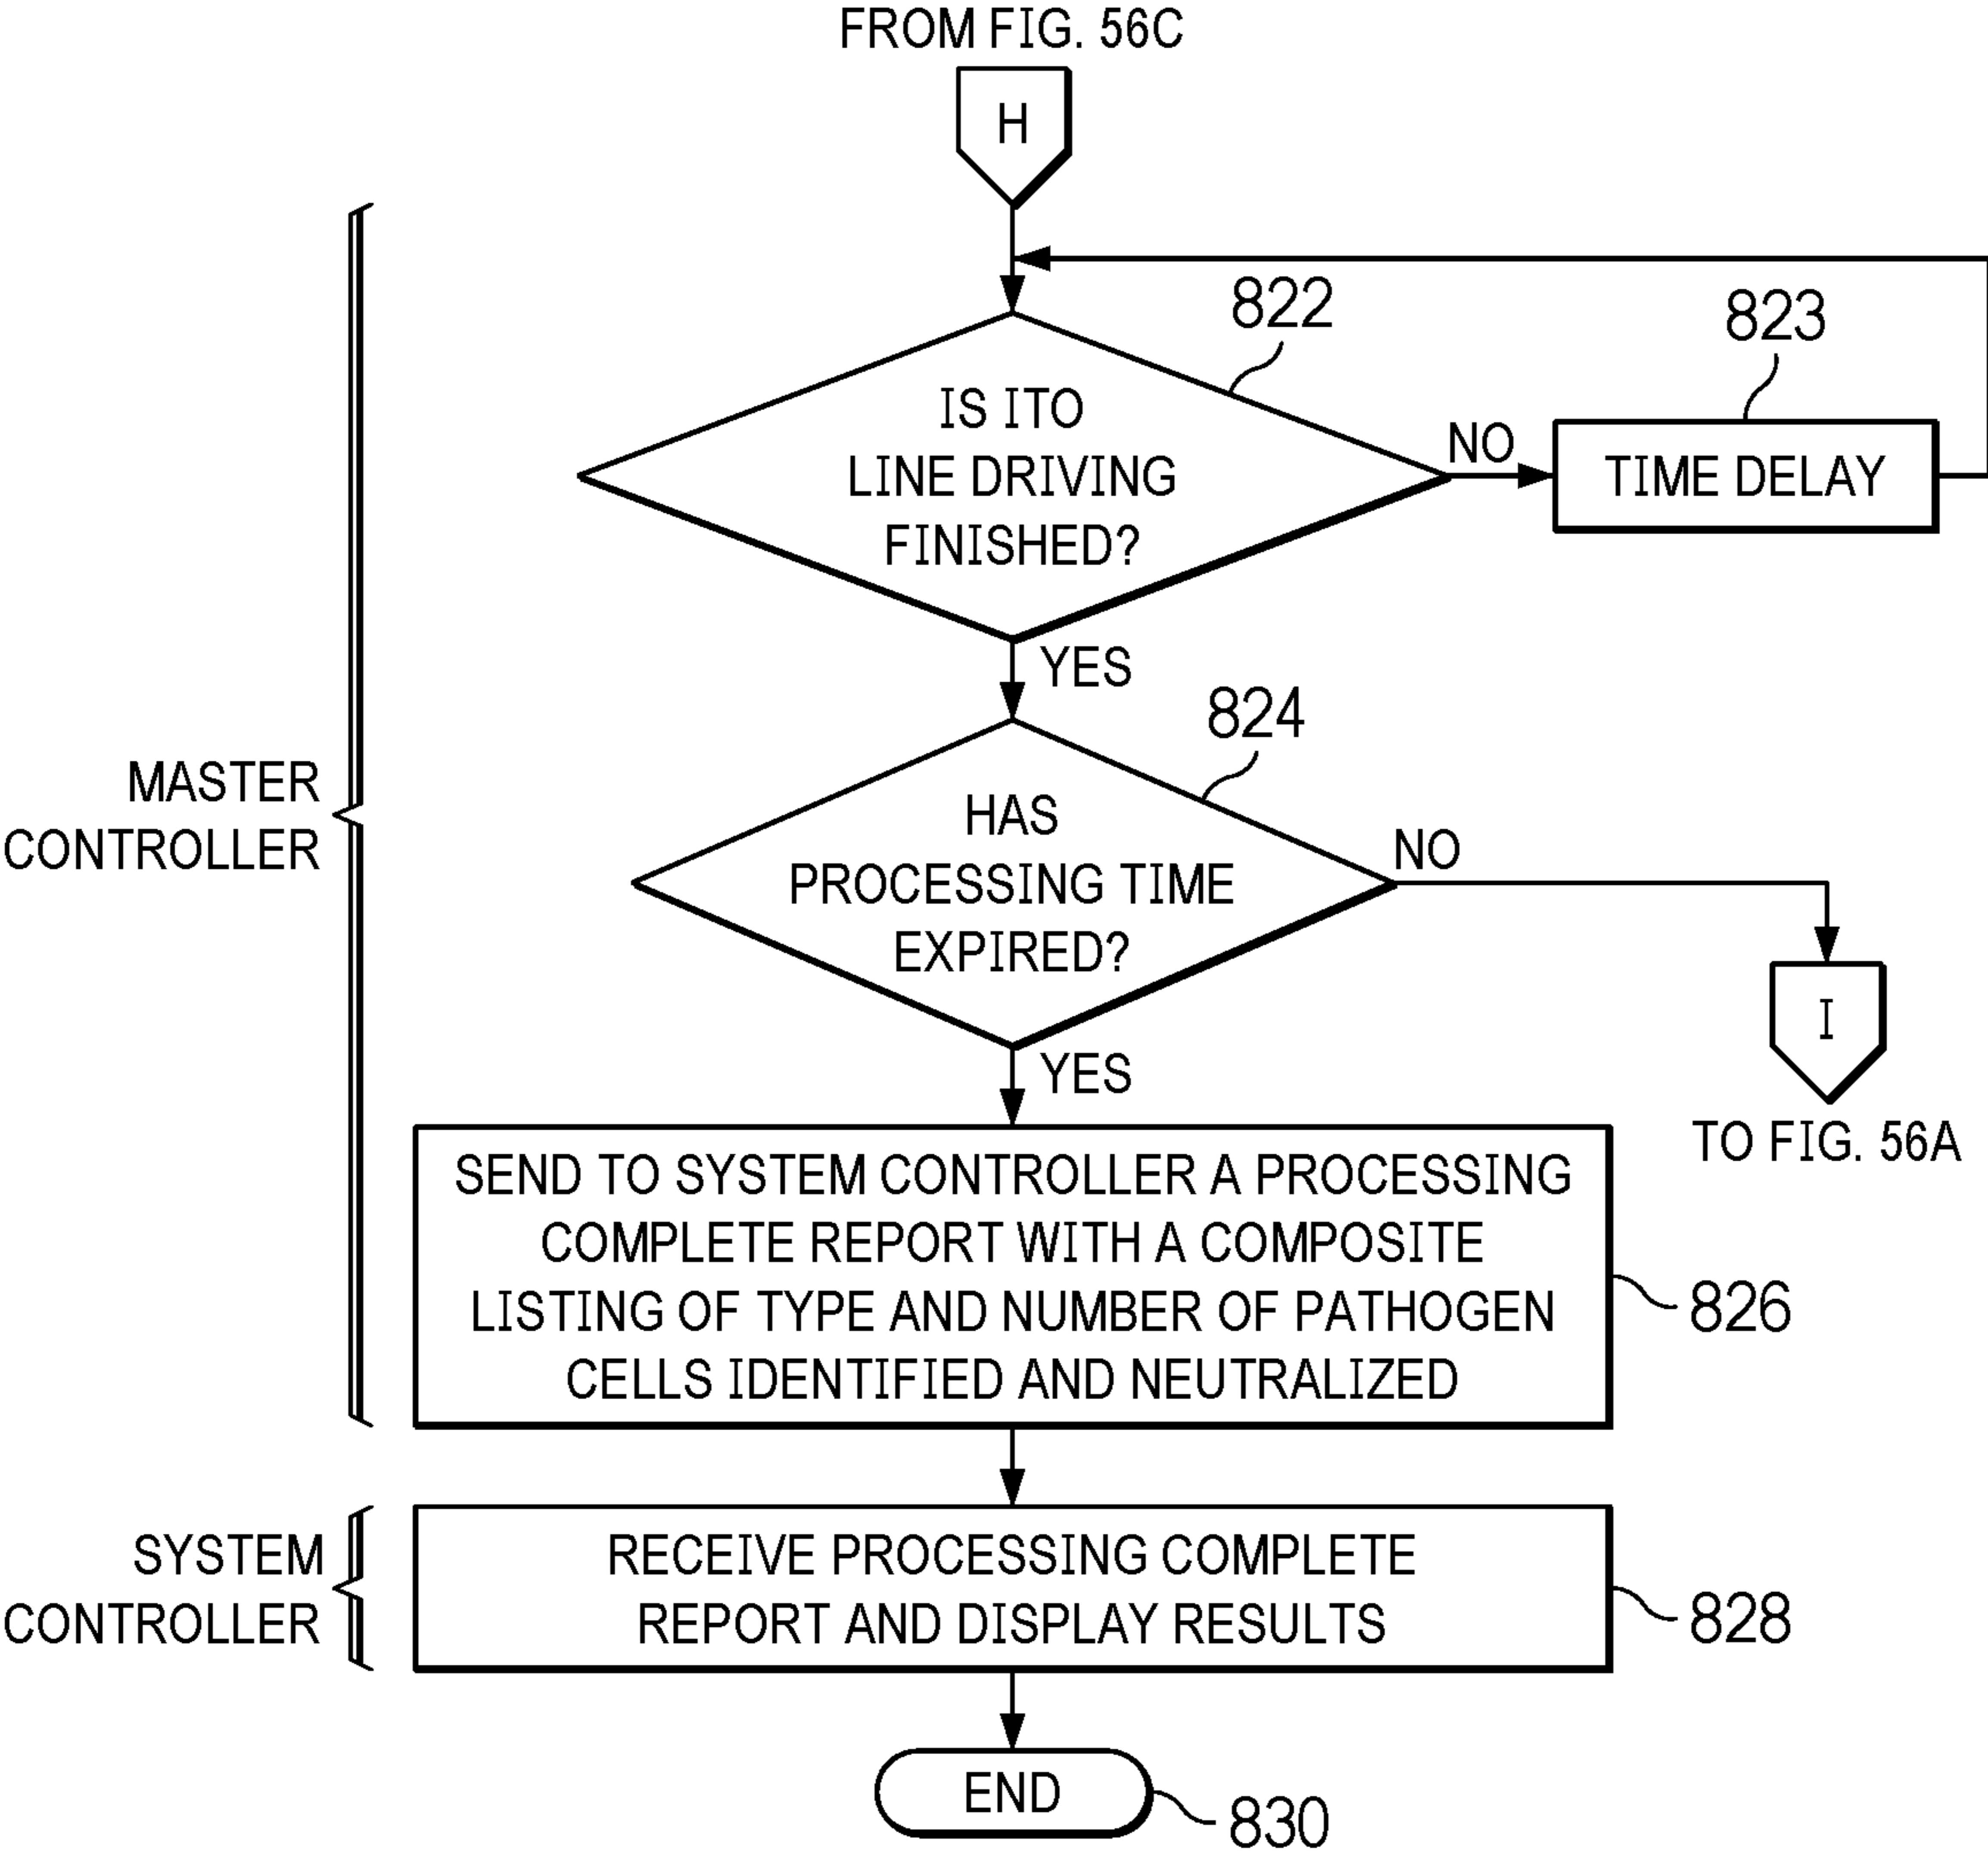 FROM FIG. 56C
H
822
823
IS ITO
LINE DRIVING
FINISHED?
NO
TIME DELAY
YES
824
MASTER
CONTROLLER
HAS
PROCESSING TIME
EXPIRED?
NO
I
TO FIG. 56A
YES
SEND TO SYSTEM CONTROLLER A PROCESSING
COMPLETE REPORT WITH A COMPOSITE
LISTING OF TYPE AND NUMBER OF PATHOGEN
CELLS IDENTIFIED AND NEUTRALIZED
826
SYSTEM
CONTROLLER
RECEIVE PROCESSING COMPLETE
REPORT AND DISPLAY RESULTS
828
END
830